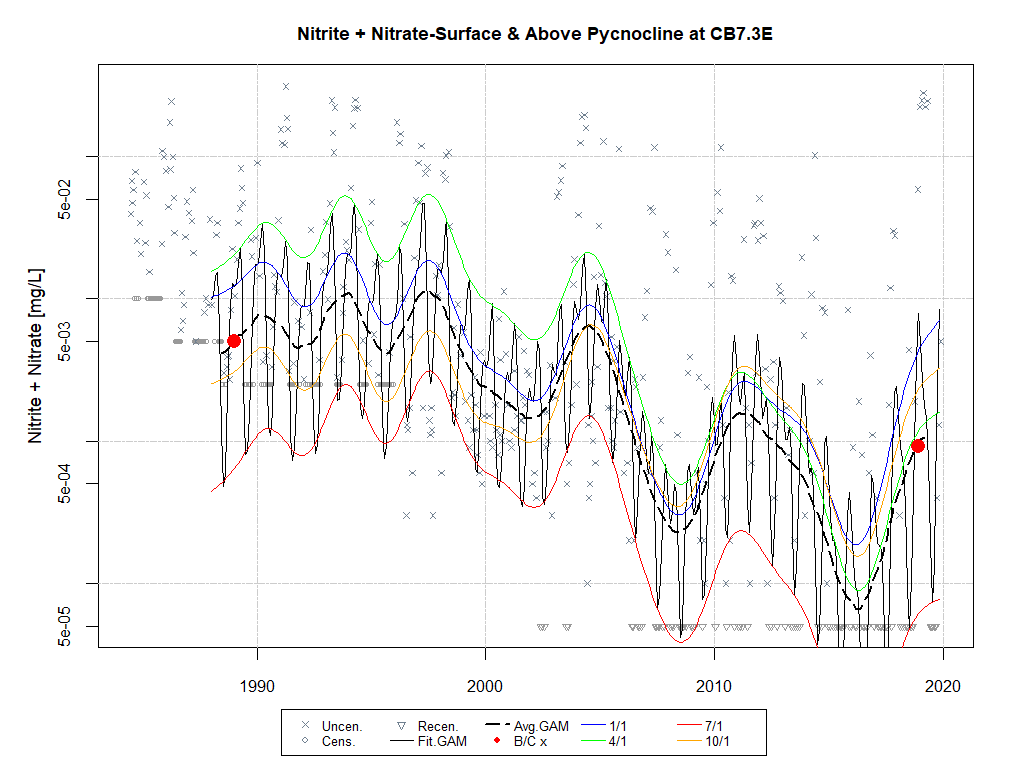 Nitrite + Nitrate-Surface & Above Pycnocline at CB7.3E
Nitrite + Nitrate [mg/L]
5e-02
5e-03
5e-04
5e-05
1990 2000 2010 2020
Uncen. Recen. Avg.GAM 1/1 7/1
Cens. Fit.GAM B/C x 4/1 10/1